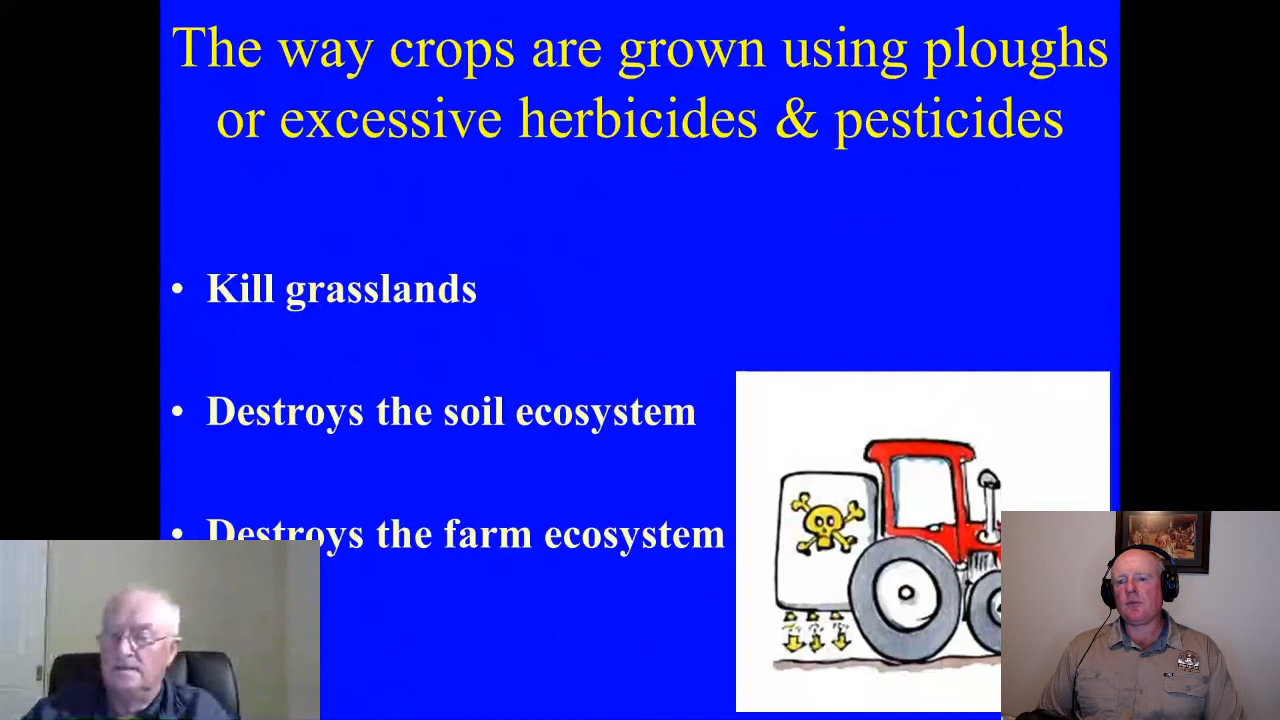 The way crops are grown using ploughs
or excessive herbicides & pesticides
• Kill grasslands
• Destroys the soil ecosystem
• Destroys the farm ecosystem